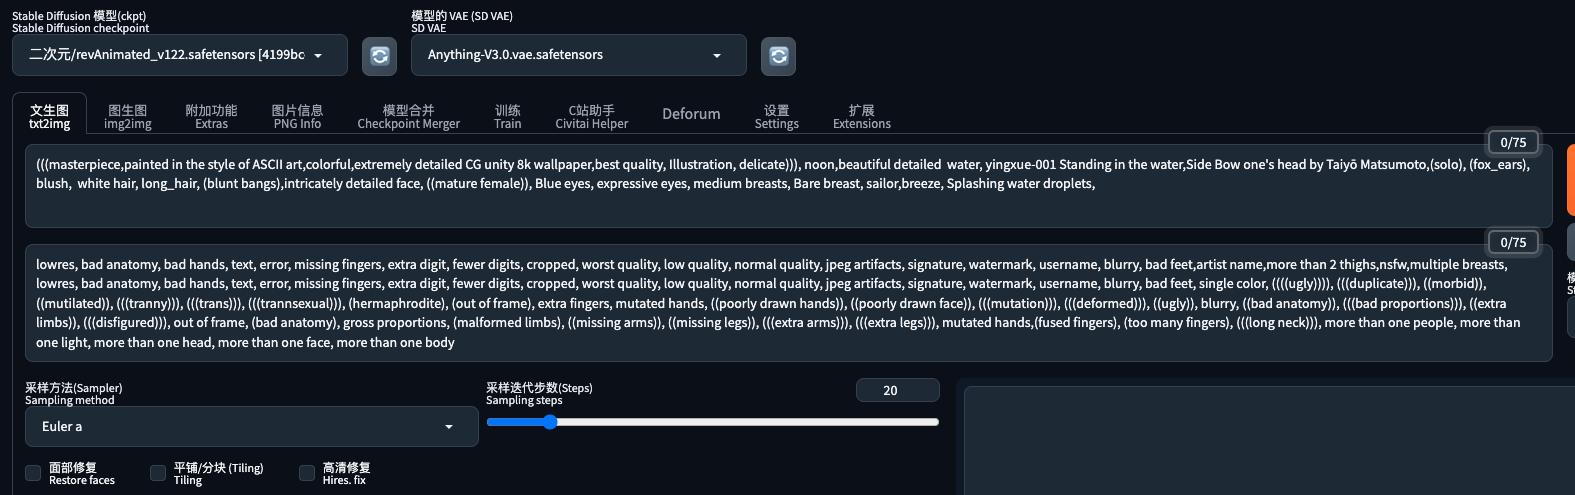 Stable Diffusion 模型(ckpt)
Stable Diffusion checkpoint
二次元/revAnimated_v122.safetensors [4199bc
模型的 VAE (SD VAE)
SD VAE
Anything-V3.0.vae.safetensors
文生图
txt2img
图生图
img2img
附加功能
Extras
图片信息
PNG Info
模型合并
Checkpoint Merger
训练
Train
C站助手
Civitai Helper
Deforum
设置
Settings
扩展
Extensions
0/75
(((masterpiece,painted in the style of ASCII art,colorful,extremely detailed CG unity 8k wallpaper,best quality, Illustration, delicate))), noon,beautiful detailed  water, yingxue-001 Standing in the water,Side Bow one's head by Taiyō Matsumoto,(solo), (fox_ears),
blush,  white hair, long_hair, (blunt bangs),intricately detailed face, ((mature female)), Blue eyes, expressive eyes, medium breasts, Bare breast, sailor,breeze, Splashing water droplets,
0/75
lowres, bad anatomy, bad hands, text, error, missing fingers, extra digit, fewer digits, cropped, worst quality, low quality, normal quality, jpeg artifacts, signature, watermark, username, blurry, bad feet,artist name,more than 2 thighs,nsfw,multiple breasts,
lowres, bad anatomy, bad hands, text, error, missing fingers, extra digit, fewer digits, cropped, worst quality, low quality, normal quality, jpeg artifacts, signature, watermark, username, blurry, bad feet, single color, ((((ugly)))), (((duplicate))), ((morbid)),
((mutilated)), (((tranny))), (((trans))), (((trannsexual))), (hermaphrodite), (out of frame), extra fingers, mutated hands, ((poorly drawn hands)), ((poorly drawn face)), (((mutation))), (((deformed))), ((ugly)), blurry, ((bad anatomy)), (((bad proportions))), ((extra
limbs)), (((disfigured))), out of frame, (bad anatomy), gross proportions, (malformed limbs), ((missing arms)), ((missing legs)), (((extra arms))), (((extra legs))), mutated hands,(fused fingers), (too many fingers), (((long neck))), more than one people, more than
one light, more than one head, more than one face, more than one body
采样方法(Sampler)
Sampling method
Euler a
采样迭代步数(Steps)
Sampling steps
20
面部修复
Restore faces
平铺/分块 (Tiling)
Tiling
高清修复
Hires. fix